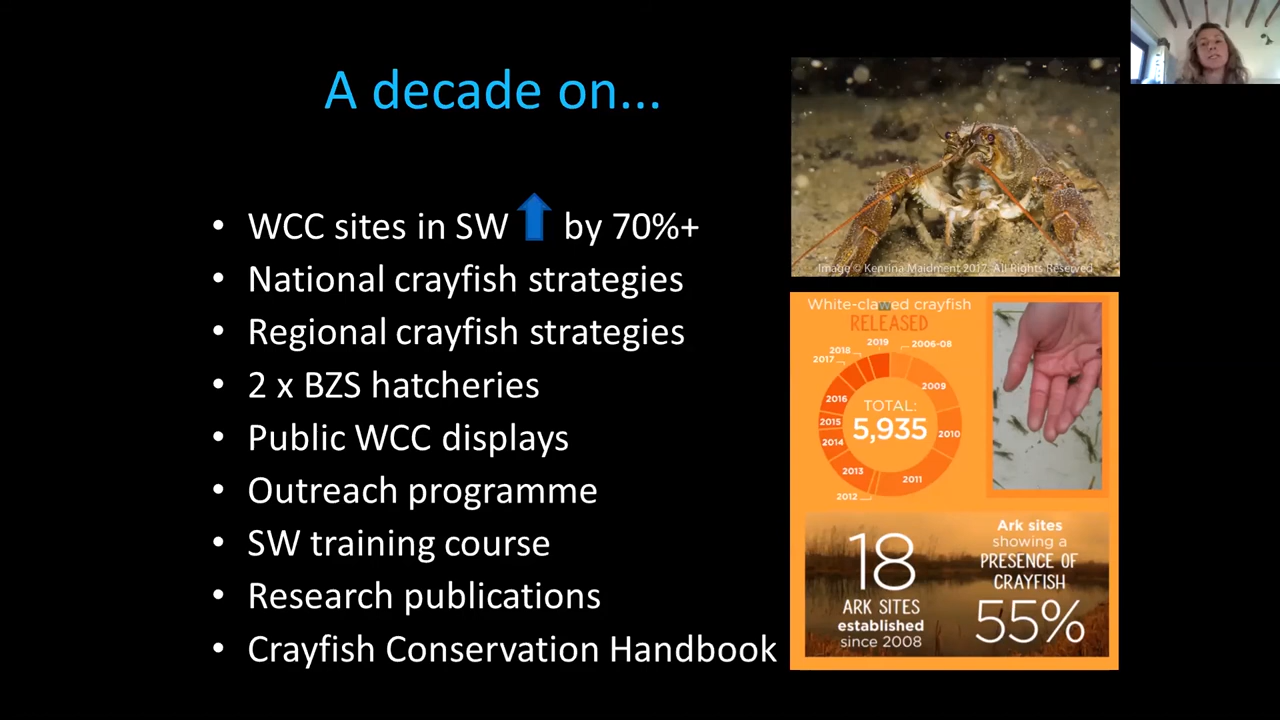 A decade on...
• WCC sites in SW by 70%+
• National crayfish strategies
• Regional crayfish strategies
• 2 x BZS hatcheries
• Public WCC displays
• Outreach programme
• SW training course
• Research publications
• Crayfish Conservation Handbook
Image © Kenrina Maidment 2017. All Rights Reserved
White-clawed crayfish
RELEASED
2019
2006-08
2018
2017
2009
2016
2015
2010
2014
2013
2011
2012
TOTAL:
5,935
18
ARK SITES
established
since 2008
Ark sites
showing a
PRESENCE OF
CRAYFISH
55%